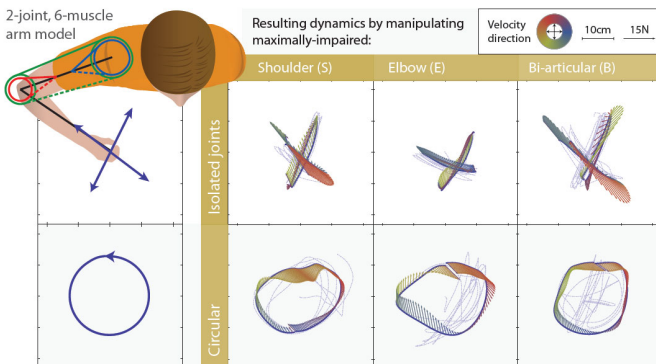 2-joint, 6-muscle
arm model
Resulting dynamics by manipulating
maximally-impaired:
Velocity
direction
10cm
15N
Shoulder (S)
Elbow (E)
Bi-articular (B)
Isolated joints
Circular